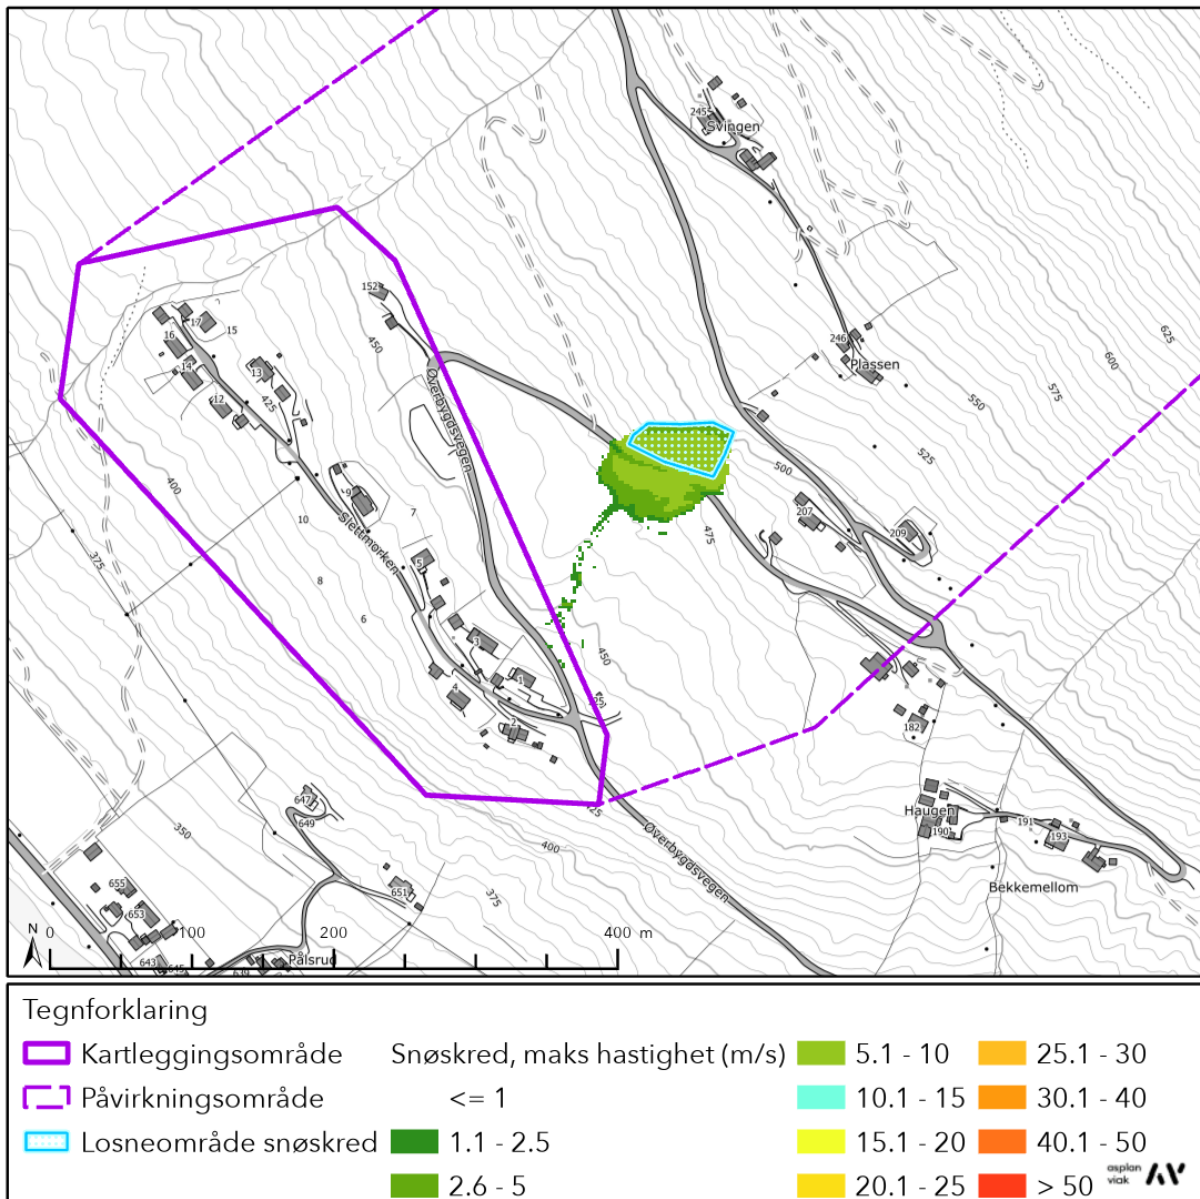 245
Svingen
625
152
600
17
15
16
246
Plassen
450
14
13
575
550
12
425
Øverbygdsvegen
525
500
400
9
7
207
10
Slettmorken
209
475
375
5
8
6
3
450
1
4
2
182
425
647
649
Haugen
191
190
193
350
Øverbygdsvegen
400
651
Bekkemellom
655
375
653
N 0 100 200 400 m
643
645
639
Pålsrud
Tegnforklaring
Kartleggingsområde
Påvirkningsområde
Losneområde snøskred
Snøskred, maks hastighet (m/s)
<= 1
1.1 - 2.5
2.6 - 5
5.1 - 10
10.1 - 15
15.1 - 20
20.1 - 25
25.1 - 30
30.1 - 40
40.1 - 50
> 50
asplan
viak